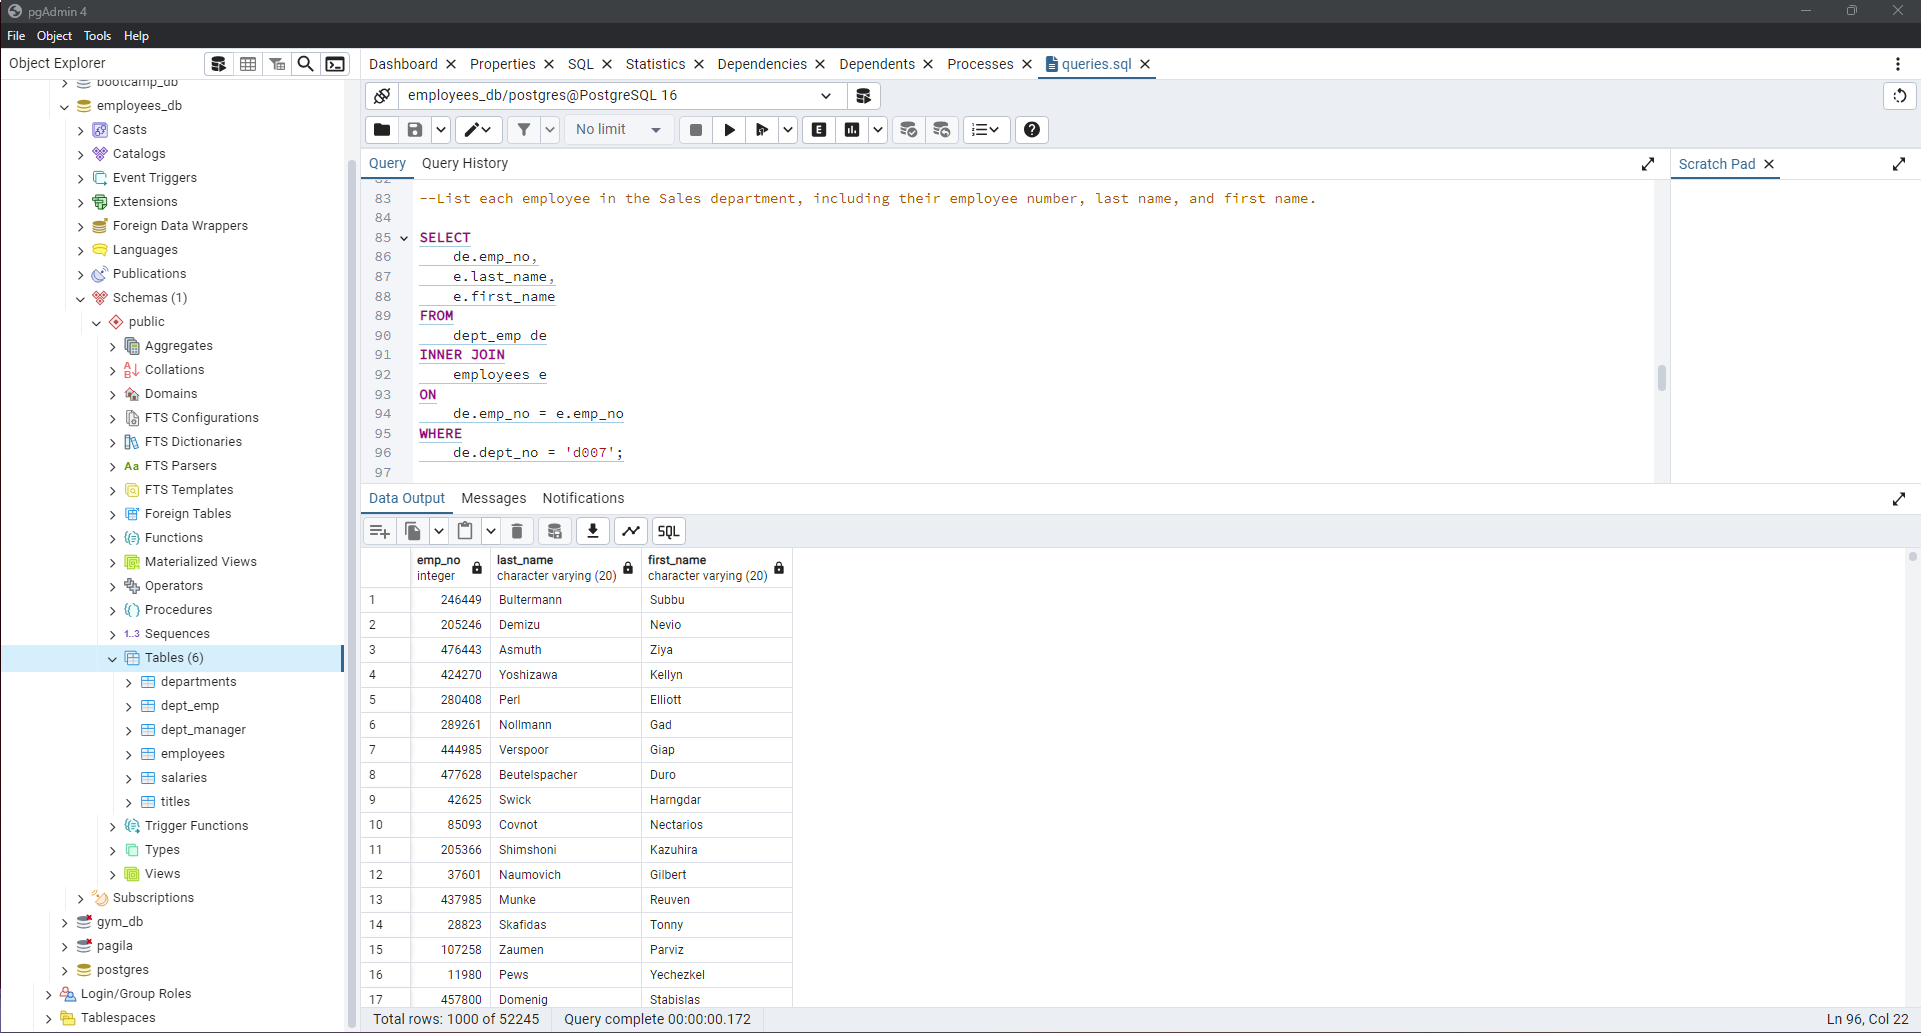 pgAdmin 4
File Object Tools Help
Object Explorer
bootcamp_db
employees_db
Casts
Catalogs
Event Triggers
Extensions
Foreign Data Wrappers
Languages
Publications
Schemas (1)
public
Aggregates
Collations
Domains
FTS Configurations
FTS Dictionaries
Aa FTS Parsers
FTS Templates
Foreign Tables
Functions
Materialized Views
Operators
Procedures
1..3 Sequences
Tables (6)
departments
dept_emp
dept_manager
employees
salaries
titles
Trigger Functions
Types
Views
Subscriptions
gym_db
pagila
postgres
Login/Group Roles
Tablespaces
Dashboard Properties SQL Statistics Dependencies Dependents Processes queries.sql
employees_db/postgres@PostgreSQL 16
No limit E
Query Query History
Scratch Pad
82
83 --List each employee in the Sales department, including their employee number, last name, and first name.
84
85 SELECT
86 de.emp_no,
87 e.last_name,
88 e.first_name
89 FROM
90 dept_emp de
91 INNER JOIN
92 employees e
93 ON
94 de.emp_no = e.emp_no
95 WHERE
96 de.dept_no = 'd007';
97
Data Output Messages Notifications
SQL
emp_no last_name first_name
integer character varying (20) character varying (20)
1 246449 Bultermann Subbu
2 205246 Demizu Nevio
3 476443 Asmuth Ziya
4 424270 Yoshizawa Kellyn
5 280408 Perl Elliott
6 289261 Nollmann Gad
7 444985 Verspoor Giap
8 477628 Beutelspacher Duro
9 42625 Swick Harngdar
10 85093 Covnot Nectarios
11 205366 Shimshoni Kazuhira
12 37601 Naumovich Gilbert
13 437985 Munke Reuven
14 28823 Skafidas Tonny
15 107258 Zaumen Parviz
16 11980 Pews Yechezkel
17 457800 Domenig Stabislas
Total rows: 1000 of 52245 Query complete 00:00:00.172 Ln 96, Col 22